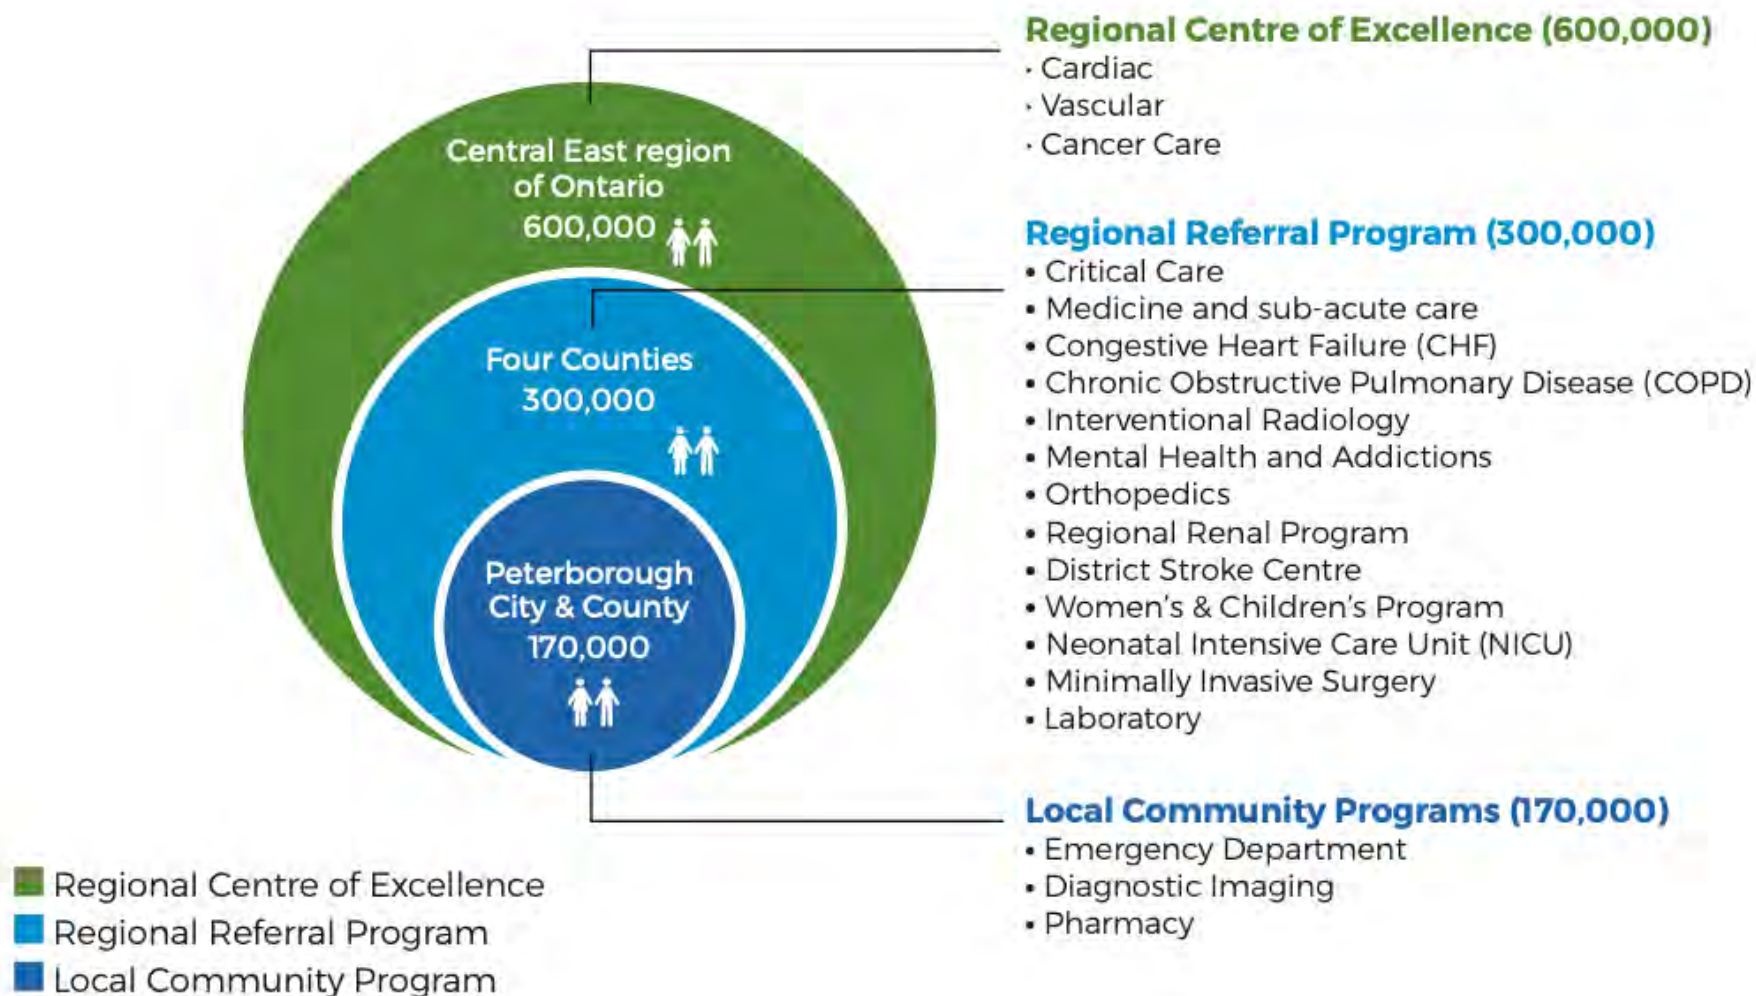 Central East region
of Ontario
600,000
Four Counties
300,000
Peterborough
City & County
170,000
Regional Centre of Excellence (600,000)
· Cardiac
· Vascular
· Cancer Care
Regional Referral Program (300,000)
• Critical Care
• Medicine and sub-acute care
• Congestive Heart Failure (CHF)
• Chronic Obstructive Pulmonary Disease (COPD)
• Interventional Radiology
• Mental Health and Addictions
• Orthopedics
• Regional Renal Program
• District Stroke Centre
• Women's & Children's Program
• Neonatal Intensive Care Unit (NICU)
• Minimally Invasive Surgery
• Laboratory
Local Community Programs (170,000)
• Emergency Department
• Diagnostic Imaging
• Pharmacy
Regional Centre of Excellence
Regional Referral Program
Local Community Program